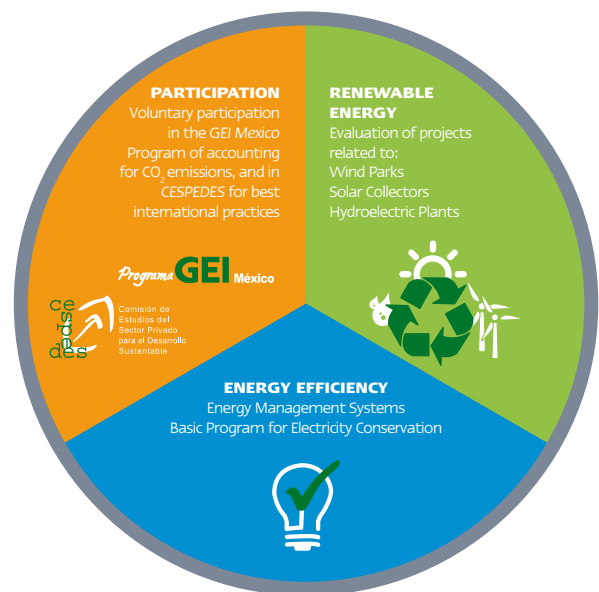 PARTICIPATION
Voluntary participation
in the GEI Mexico
Program of accounting
for CO2 emissions, and in
CESPEDES for best
international practices
RENEWABLE
ENERGY
Evaluation of projects
related to:
Wind Parks
Solar Collectors
Hydroelectric Plants
Programa GEI México
ce
spe
des
Comisión de
Estudios del
Sector Privado
para el Desarrollo
Sustentable
ENERGY EFFICIENCY
Energy Management Systems
Basic Program for Electricity Conservation